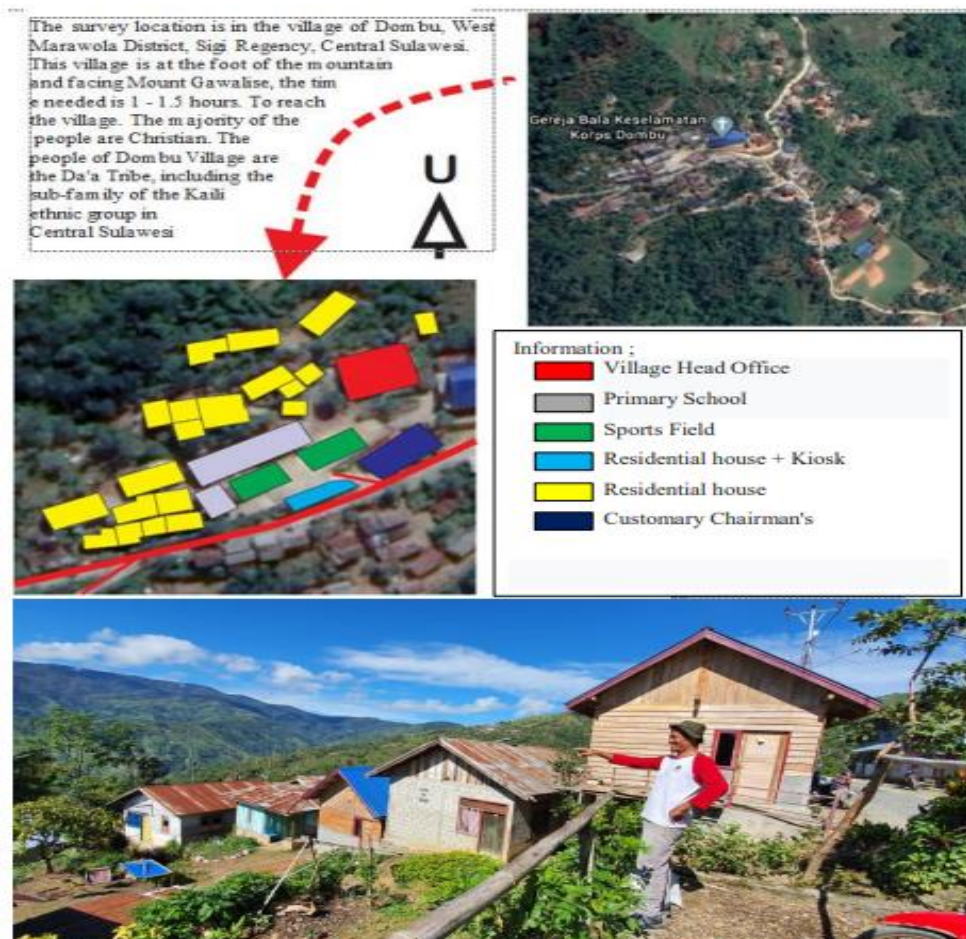 The survey location is in the village of Dombu, West
Marawola District, Sigi Regency, Central Sulawesi.
This village is at the foot of the mountain
and facing Mount Gawalise, the tim
e needed is 1 - 1.5 hours. To reach
the village. The majority of the
people are Christian. The
people of Dombu Village are
the Da'a Tribe, including the
sub-family of the Kaili
ethnic group in
Central Sulawesi
U
Gereja Bala Keselamatan
Korps Dombu
Information ;
Village Head Office
Primary School
Sports Field
Residential house + Kiosk
Residential house
Customary Chairman's